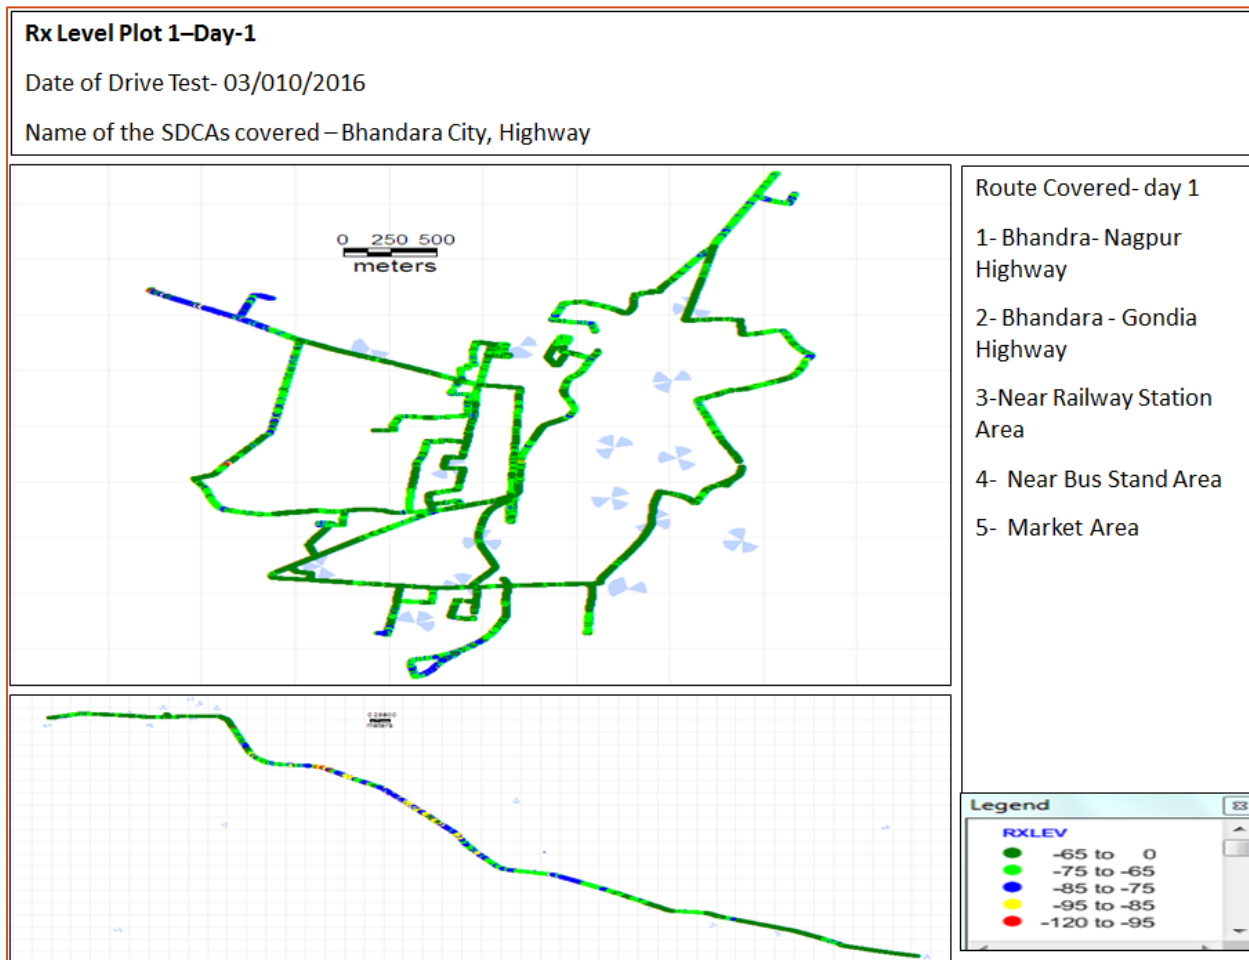 Rx Level Plot 1–Day-1
Date of Drive Test- 03/010/2016
Name of the SDCAs covered – Bhandara City, Highway
0 250 500
meters
Route Covered- day 1
1- Bhandra- Nagpur
Highway
2- Bhandara - Gondia
Highway
3-Near Railway Station
Area
4- Near Bus Stand Area
5- Market Area
meters
Legend
RXLEV
-65 to 0
-75 to -65
-85 to -75
-95 to -85
-120 to -95